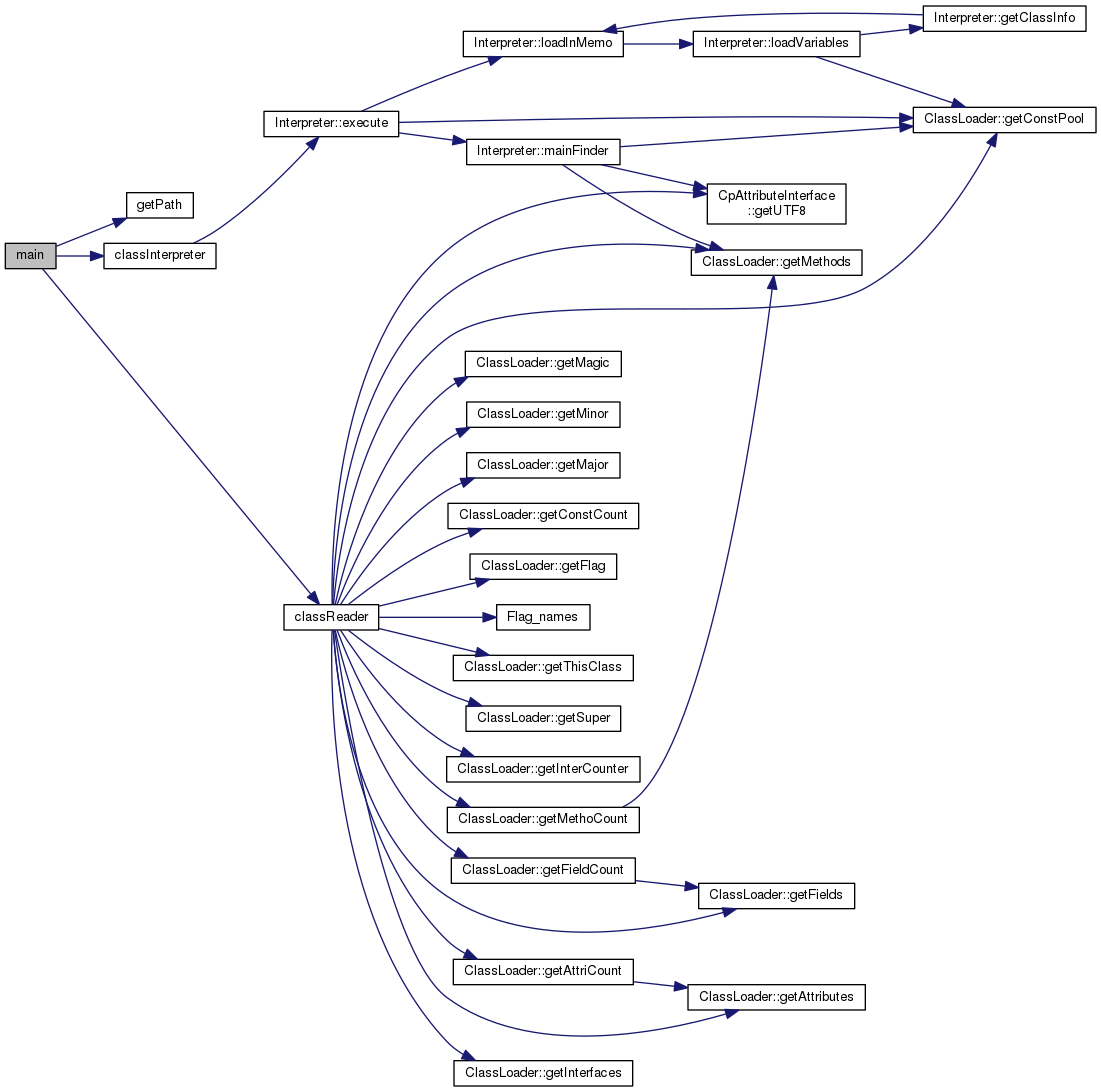 Interpreter::getClassInfo
Interpreter::loadInMemo
Interpreter::loadVariables
Interpreter::execute
ClassLoader::getConstPool
Interpreter::mainFinder
getPath
CpAttributeInterface
::getUTF8
main
classInterpreter
ClassLoader::getMethods
ClassLoader::getMagic
ClassLoader::getMinor
ClassLoader::getMajor
ClassLoader::getConstCount
ClassLoader::getFlag
classReader
Flag_names
ClassLoader::getThisClass
ClassLoader::getSuper
ClassLoader::getInterCounter
ClassLoader::getMethoCount
ClassLoader::getFieldCount
ClassLoader::getFields
ClassLoader::getAttriCount
ClassLoader::getAttributes
ClassLoader::getInterfaces